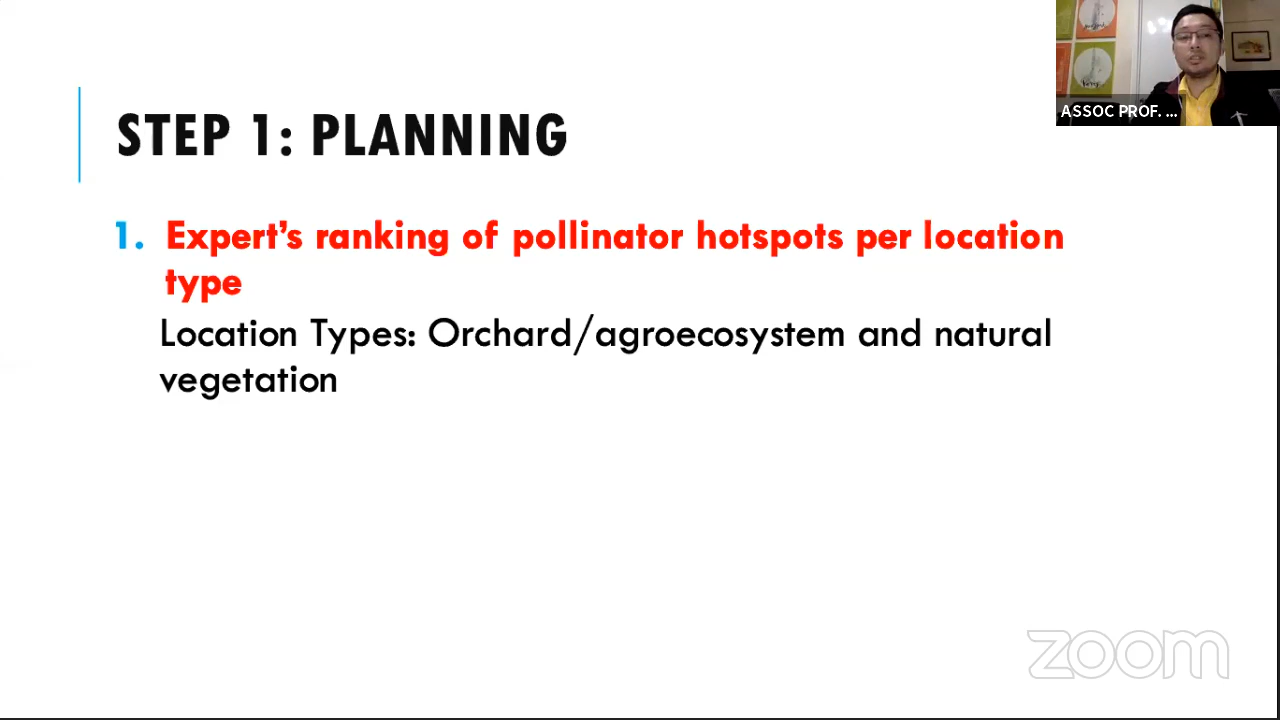 ASSOC PROF. ...
STEP 1: PLANNING
1. Expert's ranking of pollinator hotspots per location
type
Location Types: Orchard/agroecosystem and natural
vegetation
zoom